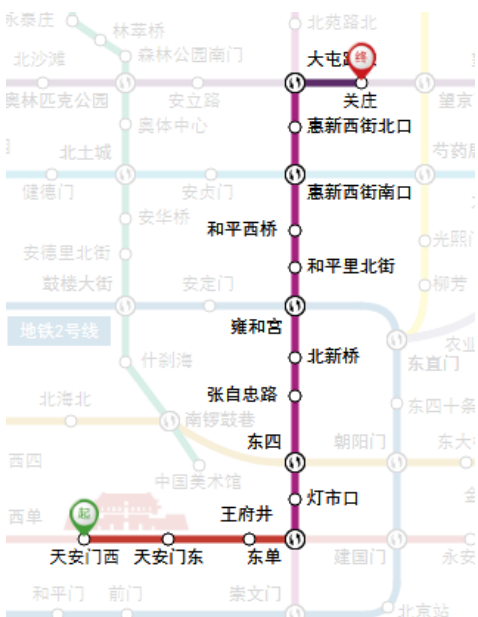 永泰庄
林萃桥
北苑路北
北沙滩
森林公园南门
大屯路
终
奥林匹克公园
安立路
关庄
望京
奥体中心
惠新西街北口
北土城
芍药居
健德门
安贞门
惠新西街南口
安华桥
和平西桥
安德里北街
光熙门
和平里北街
鼓楼大街
安定门
柳芳
地铁2号线
雍和宫
农业
什刹海
北新桥
东直门
北海北
张自忠路
东四十条
南锣鼓巷
东四
朝阳门
东大
西四
中国美术馆
灯市口
西单
起
王府井
天安门西
天安门东
东单
建国门
永安
和平门
前门
崇文门
北京站